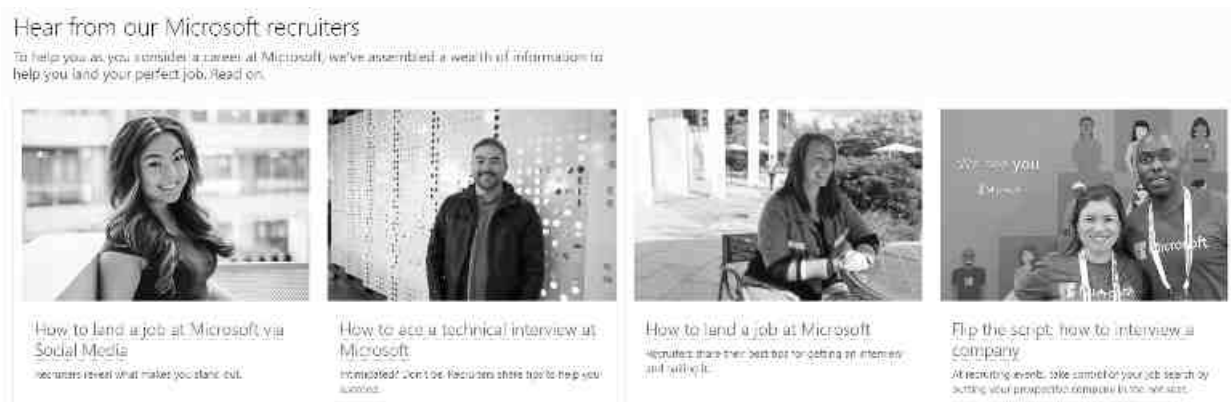 Hear from our Microsoft recruiters
To help you as you consider a career at Microsoft, we've assembled a wealth of information to
help you land your perfect job. Read on.
We see you
Microsoft
Microsoft
How to land a job at Microsoft via
Social Media
Recruiters reveal what makes you stand out.
How to ace a technical interview at
Microsoft
Intimidated? Don't be. Recruiters share tips to help you
succeed.
How to land a job at Microsoft
Recruiters share their best tips for getting an interview
and nailing it.
Flip the script: how to interview a
company
At recruiting events, take control of your job search by
putting your prospective company in the hot seat.